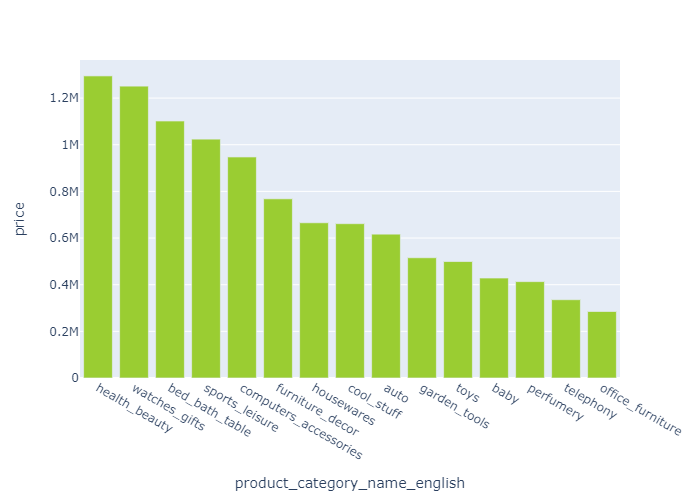 1.2M
1M
0.8M
0.6M
0.4M
0.2M
0
price
health_beauty
watches_gifts
bed_bath_table
sports_leisure
computers_accessories
furniture_decor
housewares
cool_stuff
auto
garden_tools
toys
baby
perfumery
telephony
office_furniture
product_category_name_english